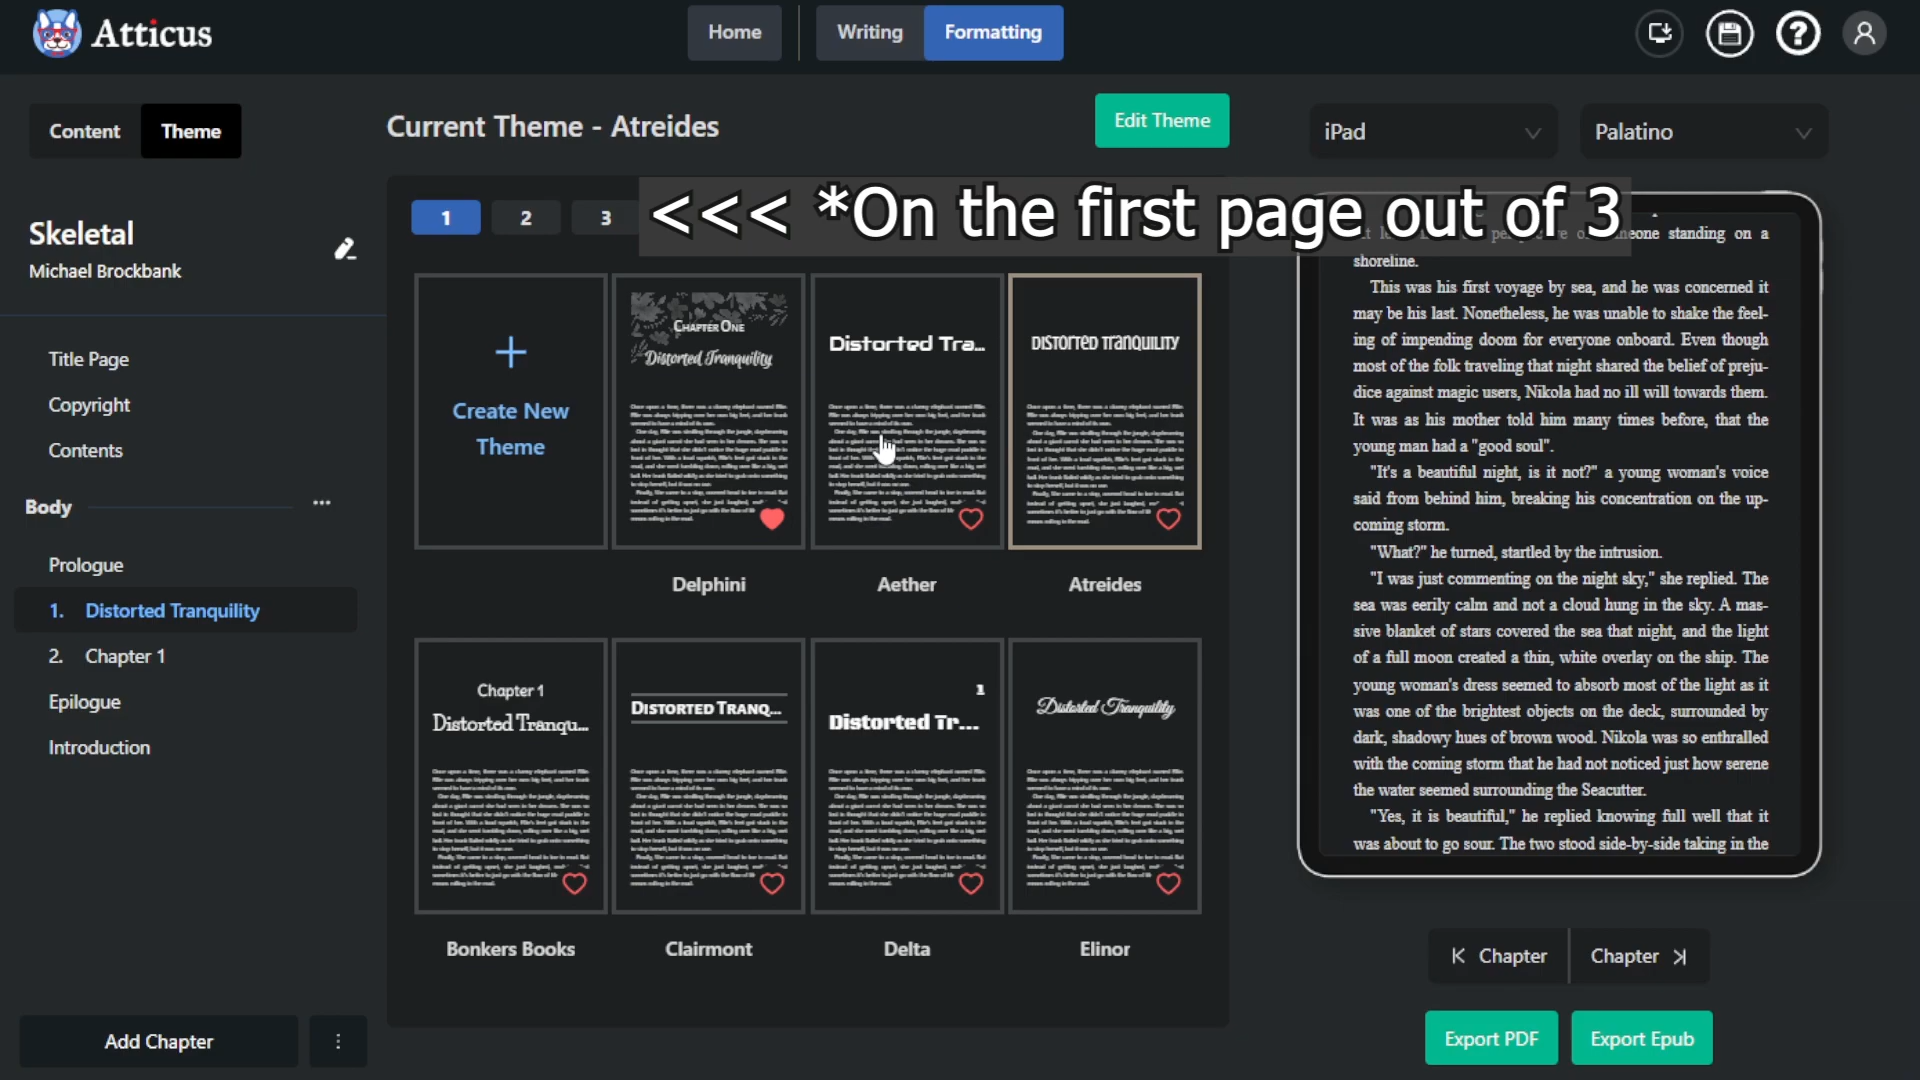 Atticus
Home
Writing
Formatting
Content
Theme
Current Theme - Atreides
Edit Theme
iPad
Palatino
Skeletal
Michael Brockbank
1
2
3
<<< *On the first page out of 3
Title Page
Copyright
Contents
Body
Prologue
1. Distorted Tranquility
2. Chapter 1
Epilogue
Introduction
Add Chapter
Create New
Theme
CHAPTER ONE
Distorted Tranquility
Delphini
Distorted Tra...
Aether
Distorted Tranquility
Atreides
Chapter 1
Distorted Tranqu...
Bonkers Books
DISTORTED TRANQ...
Clairmont
1
Distorted Tr...
Delta
Distorted Tranquility
Elinor
eone standing on a
shoreline.
This was his first voyage by sea, and he was concerned it
may be his last. Nonetheless, he was unable to shake the feel-
ing of impending doom for everyone onboard. Even though
most of the folk traveling that night shared the belief of preju-
dice against magic users, Nikola had no ill will towards them.
It was as his mother told him many times before, that the
young man had a "good soul".
"It's a beautiful night, is it not?" a young woman's voice
said from behind him, breaking his concentration on the up-
coming storm.
"What?" he turned, startled by the intrusion.
"I was just commenting on the night sky," she replied. The
sea was eerily calm and not a cloud hung in the sky. A mas-
sive blanket of stars covered the sea that night, and the light
of a full moon created a thin, white overlay on the ship. The
young woman's dress seemed to absorb most of the light as it
was one of the brightest objects on the deck, surrounded by
dark, shadowy hues of brown wood. Nikola was so enthralled
with the coming storm that he had not noticed just how serene
the water seemed surrounding the Seacutter.
"Yes, it is beautiful," he replied knowing full well that it
was about to go sour. The two stood side-by-side taking in the
Chapter
Chapter
Export PDF
Export Epub